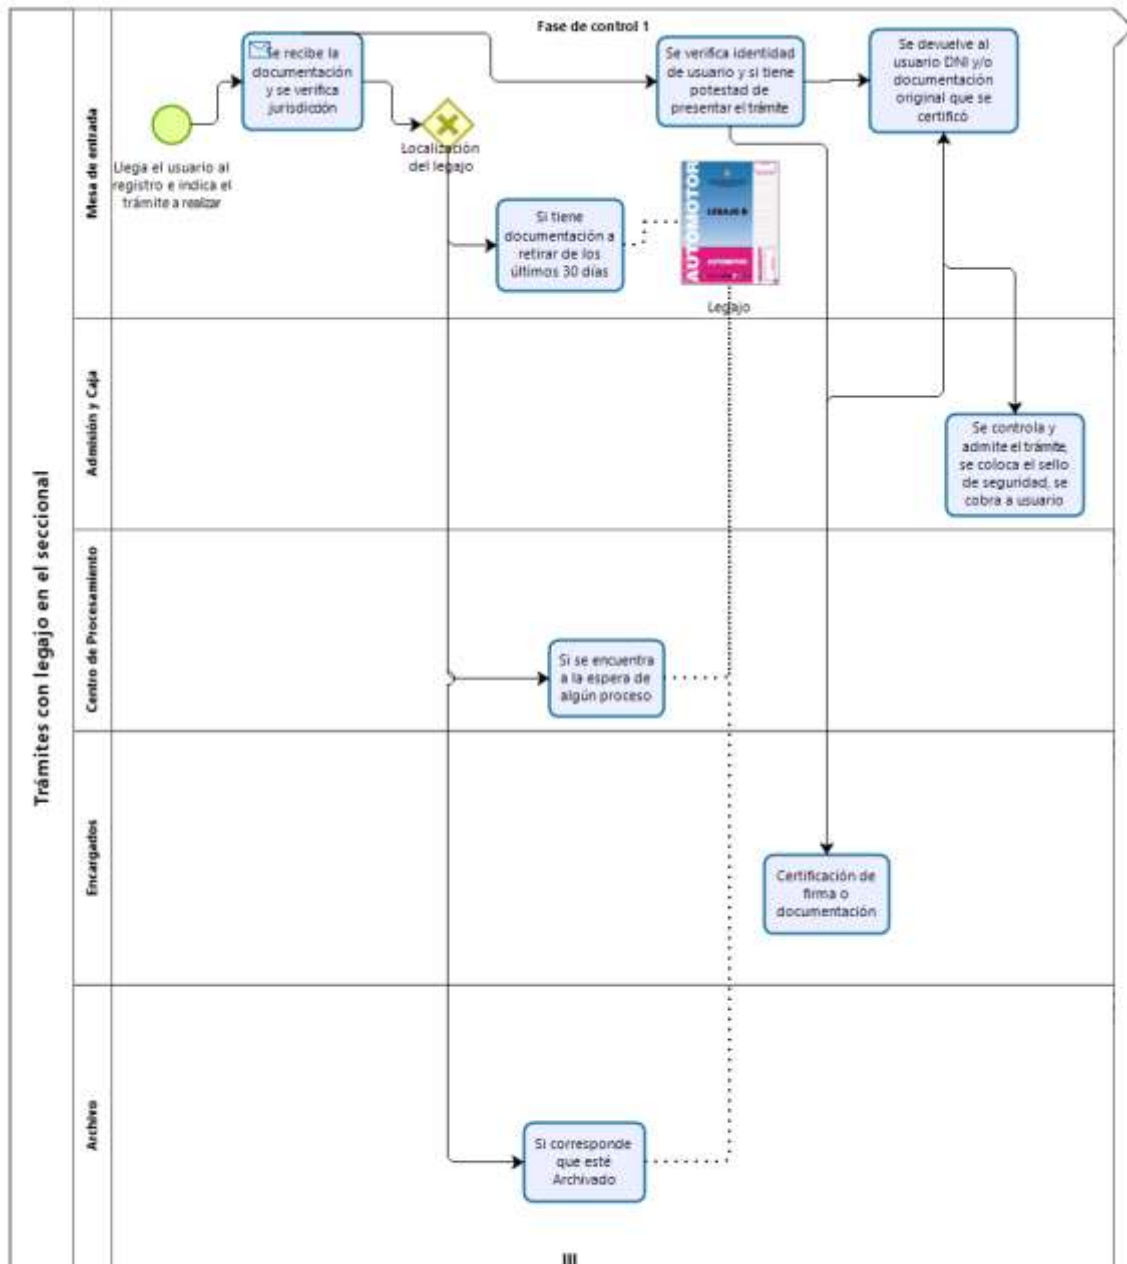 Fase de control 1
Trámites con legajo en el seccional
Mesa de entrada
Llega el usuario al
registro e indica el
trámite a realizar
Se recibe la
documentación
y se verifica
jurisdicción
Localización
del legajo
Si tiene
documentación a
retirar de los
últimos 30 días
Se verifica identidad
de usuario y si tiene
potestad de
presentar el trámite
Se devuelve al
usuario DNI y/o
documentación
original que se
certificó
AUTOMOTOR
LEGAJO B
AUTOMOTOR
Legajo
Admisión y Caja
Se controla y
admite el trámite,
se coloca el sello
de seguridad, se
cobra a usuario
Centro de Procesamiento
Si se encuentra
a la espera de
algún proceso
Encargados
Certificación de
firma o
documentación
Archivo
Si corresponde
que esté
Archivado